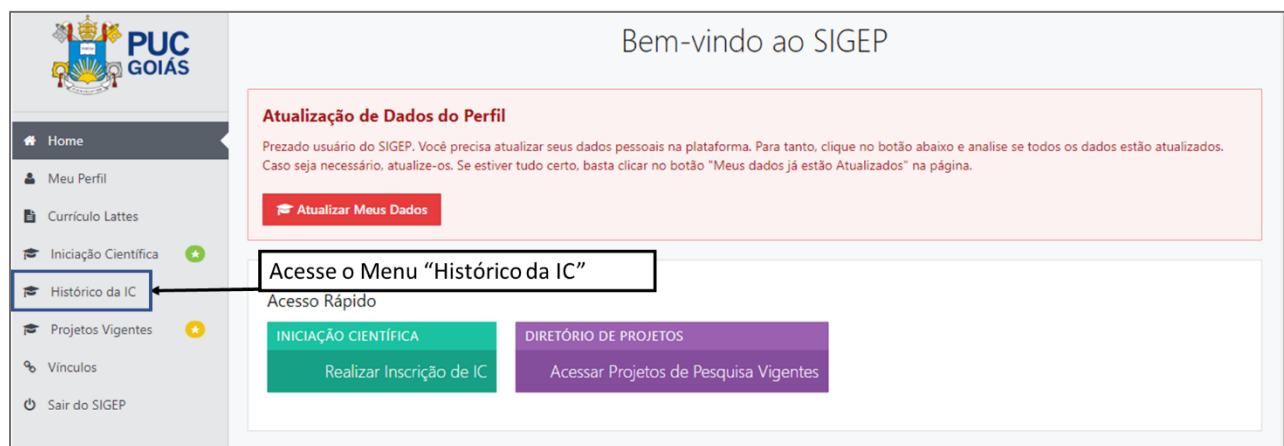 PUC
GOIÁS
Home
Meu Perfil
Currículo Lattes
Iniciação Científica
Histórico da IC
Projetos Vigentes
Vínculos
Sair do SIGEP
Bem-vindo ao SIGEP
Atualização de Dados do Perfil
Prezado usuário do SIGEP. Você precisa atualizar seus dados pessoais na plataforma. Para tanto, clique no botão abaixo e analise se todos os dados estão atualizados.
Caso seja necessário, atualize-os. Se estiver tudo certo, basta clicar no botão "Meus dados já estão Atualizados" na página.
Atualizar Meus Dados
Acesse o Menu “Histórico da IC”
Acesso Rápido
INICIAÇÃO CIENTÍFICA
Realizar Inscrição de IC
DIRETÓRIO DE PROJETOS
Acessar Projetos de Pesquisa Vigentes